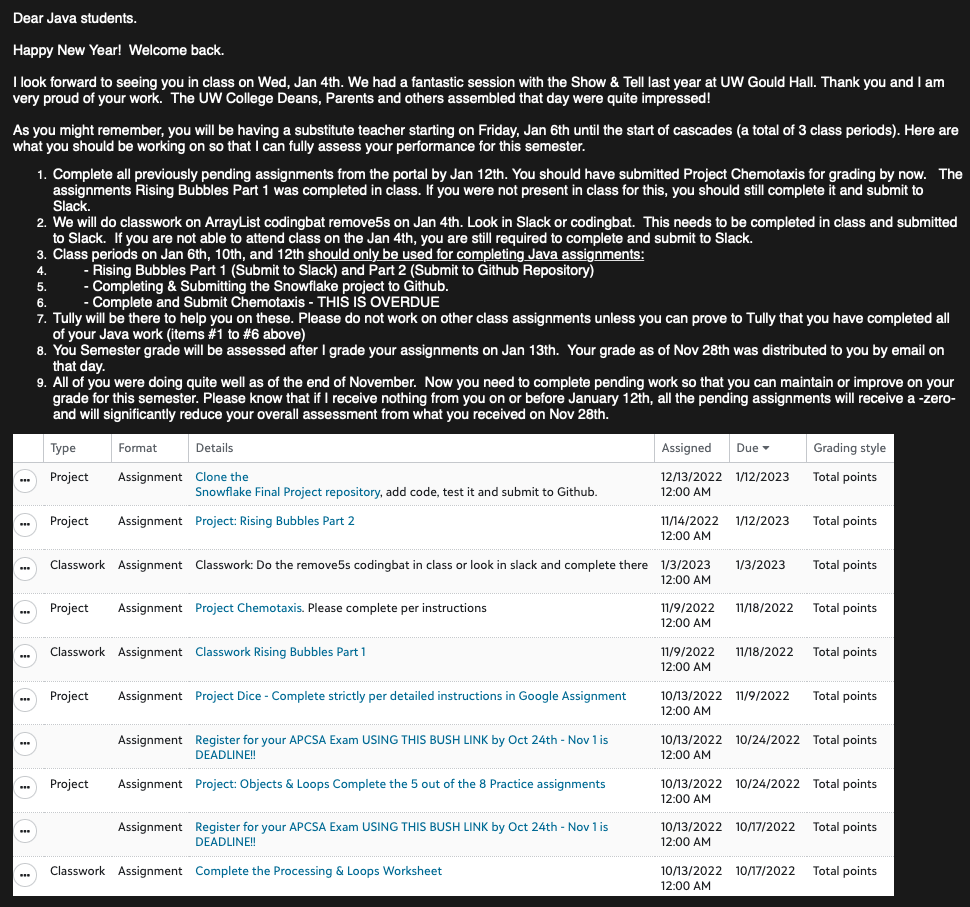 Dear Java students.
Happy New Year!  Welcome back.
I look forward to seeing you in class on Wed, Jan 4th. We had a fantastic session with the Show & Tell last year at UW Gould Hall. Thank you and I am
very proud of your work.  The UW College Deans, Parents and others assembled that day were quite impressed!
As you might remember, you will be having a substitute teacher starting on Friday, Jan 6th until the start of cascades (a total of 3 class periods). Here are
what you should be working on so that I can fully assess your performance for this semester.
1. Complete all previously pending assignments from the portal by Jan 12th. You should have submitted Project Chemotaxis for grading by now.   The
assignments Rising Bubbles Part 1 was completed in class. If you were not present in class for this, you should still complete it and submit to
Slack.
2. We will do classwork on ArrayList codingbat remove5s on Jan 4th. Look in Slack or codingbat.  This needs to be completed in class and submitted
to Slack.  If you are not able to attend class on the Jan 4th, you are still required to complete and submit to Slack.
3. Class periods on Jan 6th, 10th, and 12th should only be used for completing Java assignments:
4. - Rising Bubbles Part 1 (Submit to Slack) and Part 2 (Submit to Github Repository)
5. - Completing & Submitting the Snowflake project to Github.
6. - Complete and Submit Chemotaxis - THIS IS OVERDUE
7. Tully will be there to help you on these. Please do not work on other class assignments unless you can prove to Tully that you have completed all
of your Java work (items #1 to #6 above)
8. You Semester grade will be assessed after I grade your assignments on Jan 13th.  Your grade as of Nov 28th was distributed to you by email on
that day.
9. All of you were doing quite well as of the end of November.  Now you need to complete pending work so that you can maintain or improve on your
grade for this semester. Please know that if I receive nothing from you on or before January 12th, all the pending assignments will receive a -zero-
and will significantly reduce your overall assessment from what you received on Nov 28th.
Type Format Details Assigned Due Grading style
Project Assignment Clone the 12/13/2022 1/12/2023 Total points
Snowflake Final Project repository, add code, test it and submit to Github. 12:00 AM
Project Assignment Project: Rising Bubbles Part 2 11/14/2022 1/12/2023 Total points
12:00 AM
Classwork Assignment Classwork: Do the remove5s codingbat in class or look in slack and complete there 1/3/2023 1/3/2023 Total points
12:00 AM
Project Assignment Project Chemotaxis. Please complete per instructions 11/9/2022 11/18/2022 Total points
12:00 AM
Classwork Assignment Classwork Rising Bubbles Part 1 11/9/2022 11/18/2022 Total points
12:00 AM
Project Assignment Project Dice - Complete strictly per detailed instructions in Google Assignment 10/13/2022 11/9/2022 Total points
12:00 AM
Assignment Register for your APCSA Exam USING THIS BUSH LINK by Oct 24th - Nov 1 is 10/13/2022 10/24/2022 Total points
DEADLINE!! 12:00 AM
Project Assignment Project: Objects & Loops Complete the 5 out of the 8 Practice assignments 10/13/2022 10/24/2022 Total points
12:00 AM
Assignment Register for your APCSA Exam USING THIS BUSH LINK by Oct 24th - Nov 1 is 10/13/2022 10/17/2022 Total points
DEADLINE!! 12:00 AM
Classwork Assignment Complete the Processing & Loops Worksheet 10/13/2022 10/17/2022 Total points
12:00 AM